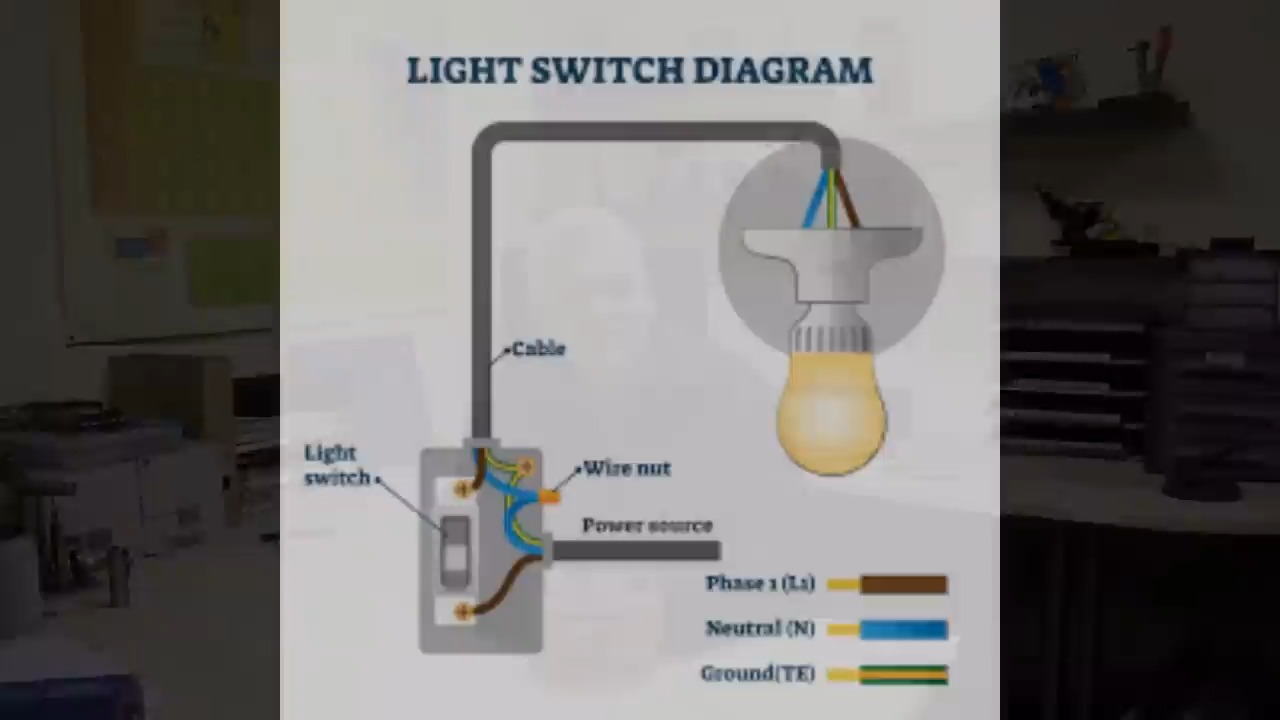 LIGHT SWITCH DIAGRAM
Cable
Light
switch
Wire nut
Power source
Phase 1 (L1)
Neutral (N)
Ground(TE)